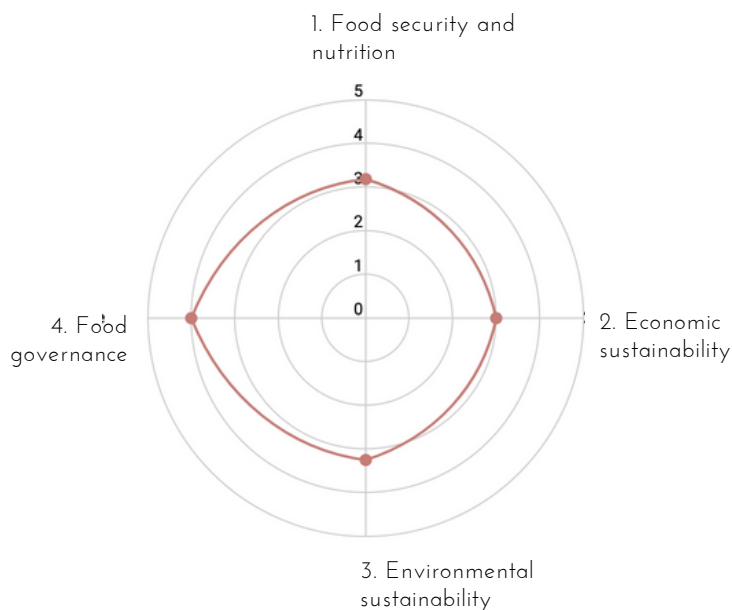 1. Food security and
nutrition
5
4
3
2
1
0
2. Economic
sustainability
4. Food
governance
3. Environmental
sustainability